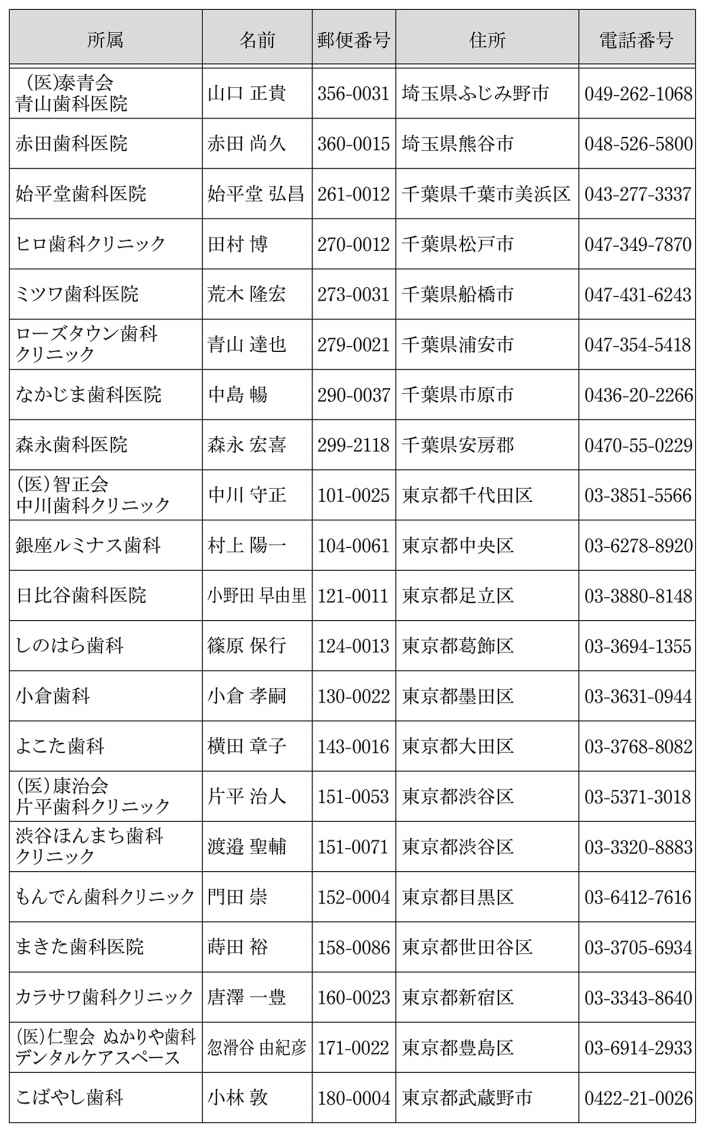 所属 名前 郵便番号 住所 電話番号
(医)泰青会
青山歯科医院 山口 正貴 356-0031 埼玉県ふじみ野市 049-262-1068
赤田歯科医院 赤田 尚久 360-0015 埼玉県熊谷市 048-526-5800
始平堂歯科医院 始平堂 弘昌 261-0012 千葉県千葉市美浜区 043-277-3337
ヒロ歯科クリニック 田村 博 270-0012 千葉県松戸市 047-349-7870
ミツワ歯科医院 荒木 隆宏 273-0031 千葉県船橋市 047-431-6243
ローズタウン歯科
クリニック 青山 達也 279-0021 千葉県浦安市 047-354-5418
なかじま歯科医院 中島 暢 290-0037 千葉県市原市 0436-20-2266
森永歯科医院 森永 宏喜 299-2118 千葉県安房郡 0470-55-0229
(医)智正会
中川歯科クリニック 中川 守正 101-0025 東京都千代田区 03-3851-5566
銀座ルミナス歯科 村上 陽一 104-0061 東京都中央区 03-6278-8920
日比谷歯科医院 小野田 早由里 121-0011 東京都足立区 03-3880-8148
しのはら歯科 篠原 保行 124-0013 東京都葛飾区 03-3694-1355
小倉歯科 小倉 孝嗣 130-0022 東京都墨田区 03-3631-0944
よこた歯科 横田 章子 143-0016 東京都大田区 03-3768-8082
(医)康治会
片平歯科クリニック 片平 治人 151-0053 東京都渋谷区 03-5371-3018
渋谷ほんまち歯科
クリニック 渡邉 聖輔 151-0071 東京都渋谷区 03-3320-8883
もんでん歯科クリニック 門田 崇 152-0004 東京都目黒区 03-6412-7616
まきた歯科医院 蒔田 裕 158-0086 東京都世田谷区 03-3705-6934
カラサワ歯科クリニック 唐澤 一豊 160-0023 東京都新宿区 03-3343-8640
(医)仁聖会 ぬかりや歯科
デンタルケアスペース 忽滑谷 由紀彦 171-0022 東京都豊島区 03-6914-2933
こばやし歯科 小林 敦 180-0004 東京都武蔵野市 0422-21-0026